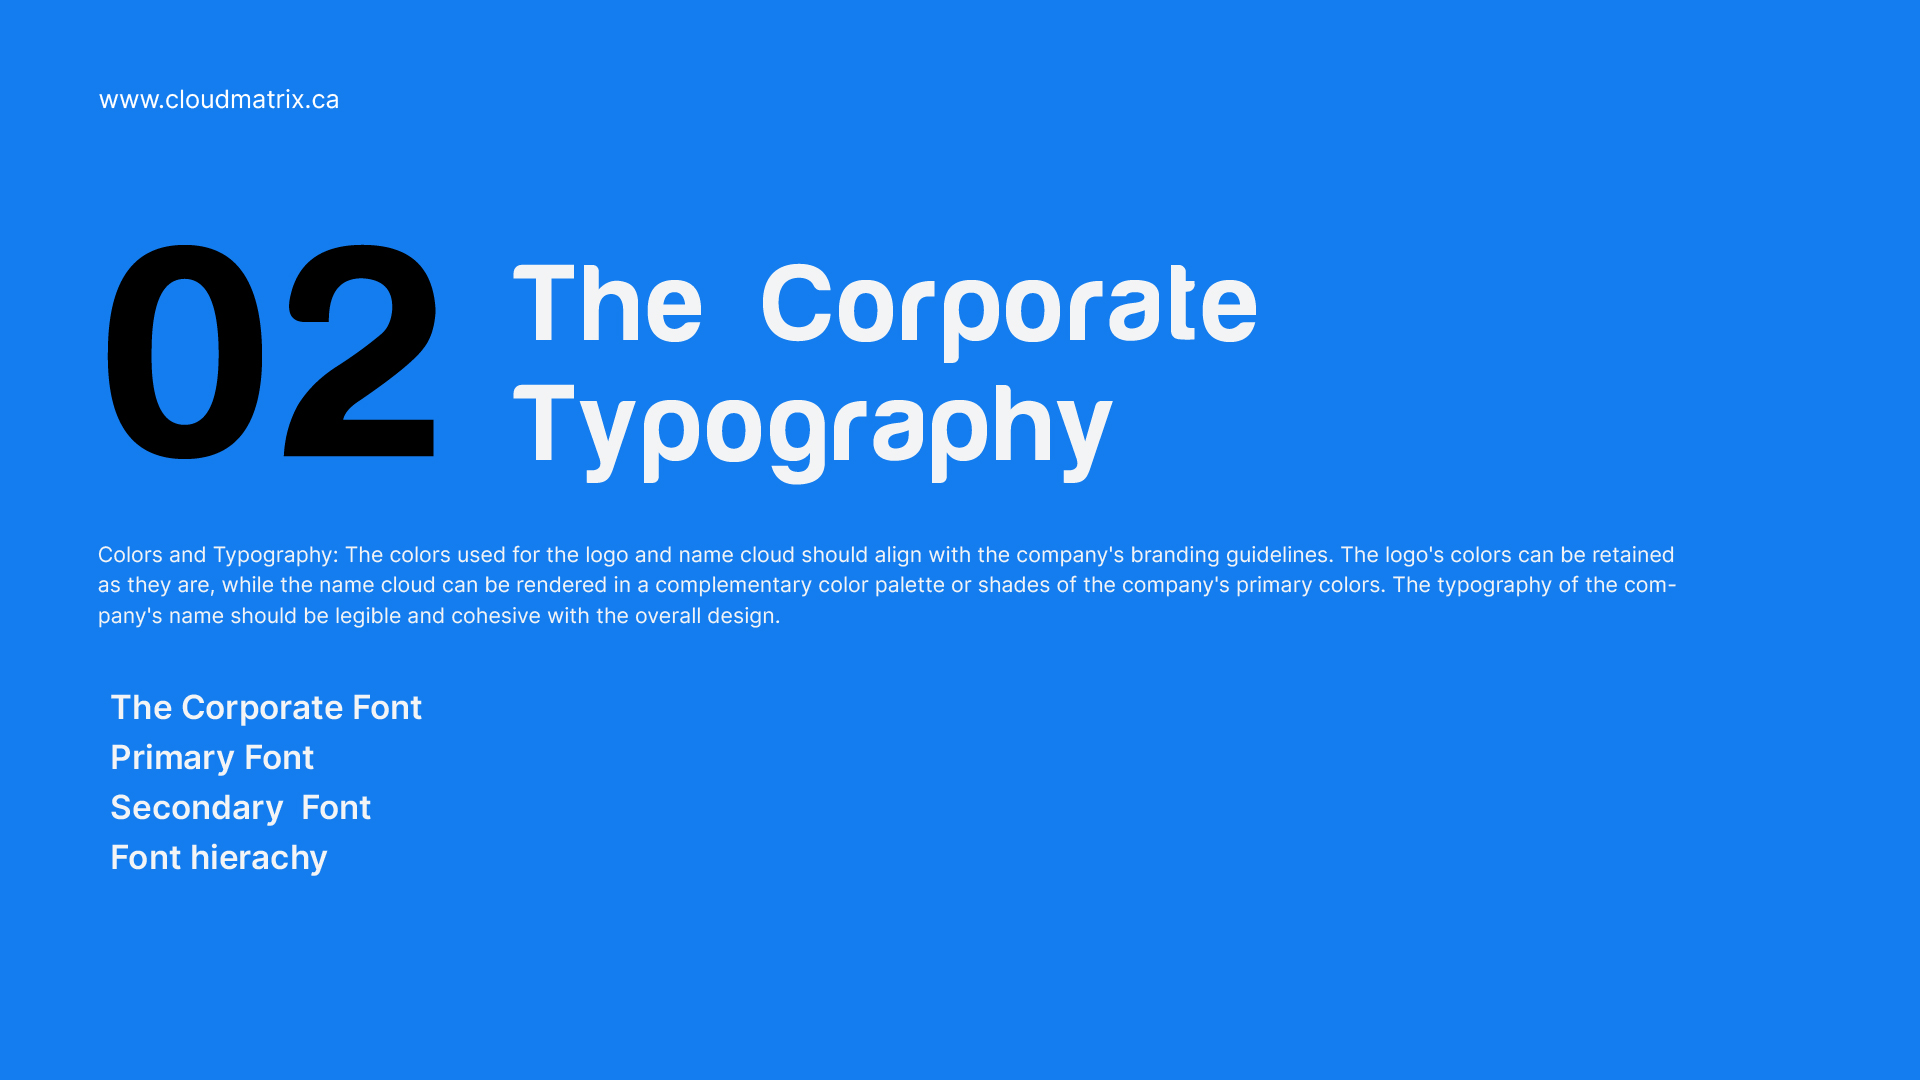 www.cloudmatrix.ca
02
The Corporate
Typography
Colors and Typography: The colors used for the logo and name cloud should align with the company's branding guidelines. The logo's colors can be retained
as they are, while the name cloud can be rendered in a complementary color palette or shades of the company's primary colors. The typography of the com-
pany's name should be legible and cohesive with the overall design.
The Corporate Font
Primary Font
Secondary  Font
Font hierachy